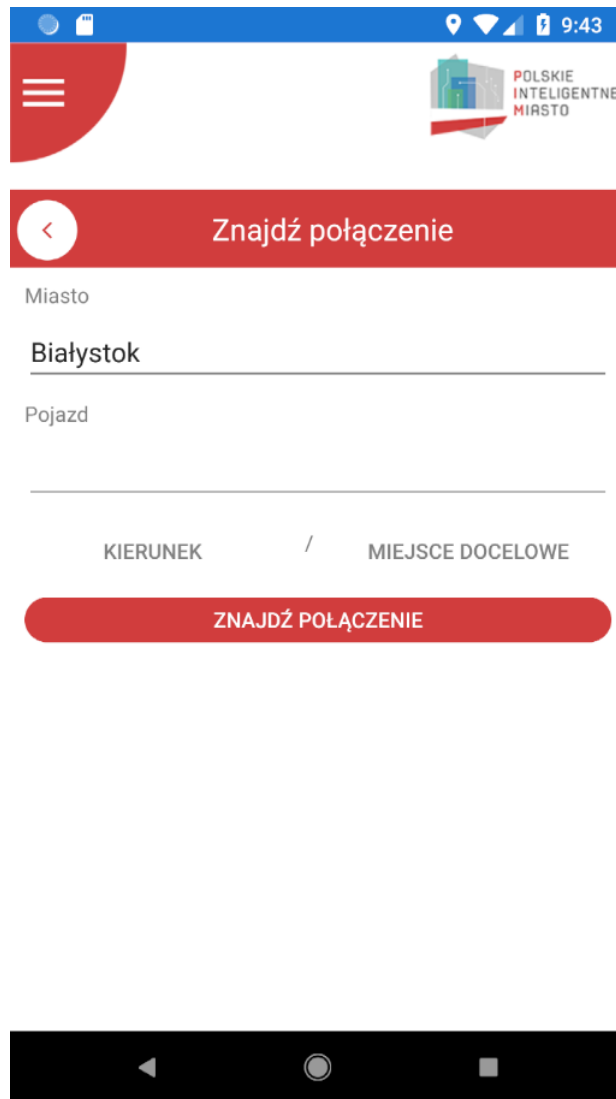 9:43
POLSKIE
INTELIGENTNE
MIASTO
Znajdź połączenie
Miasto
Białystok
Pojazd
KIERUNEK / MIEJSCE DOCELOWE
ZNAJDŹ POŁĄCZENIE